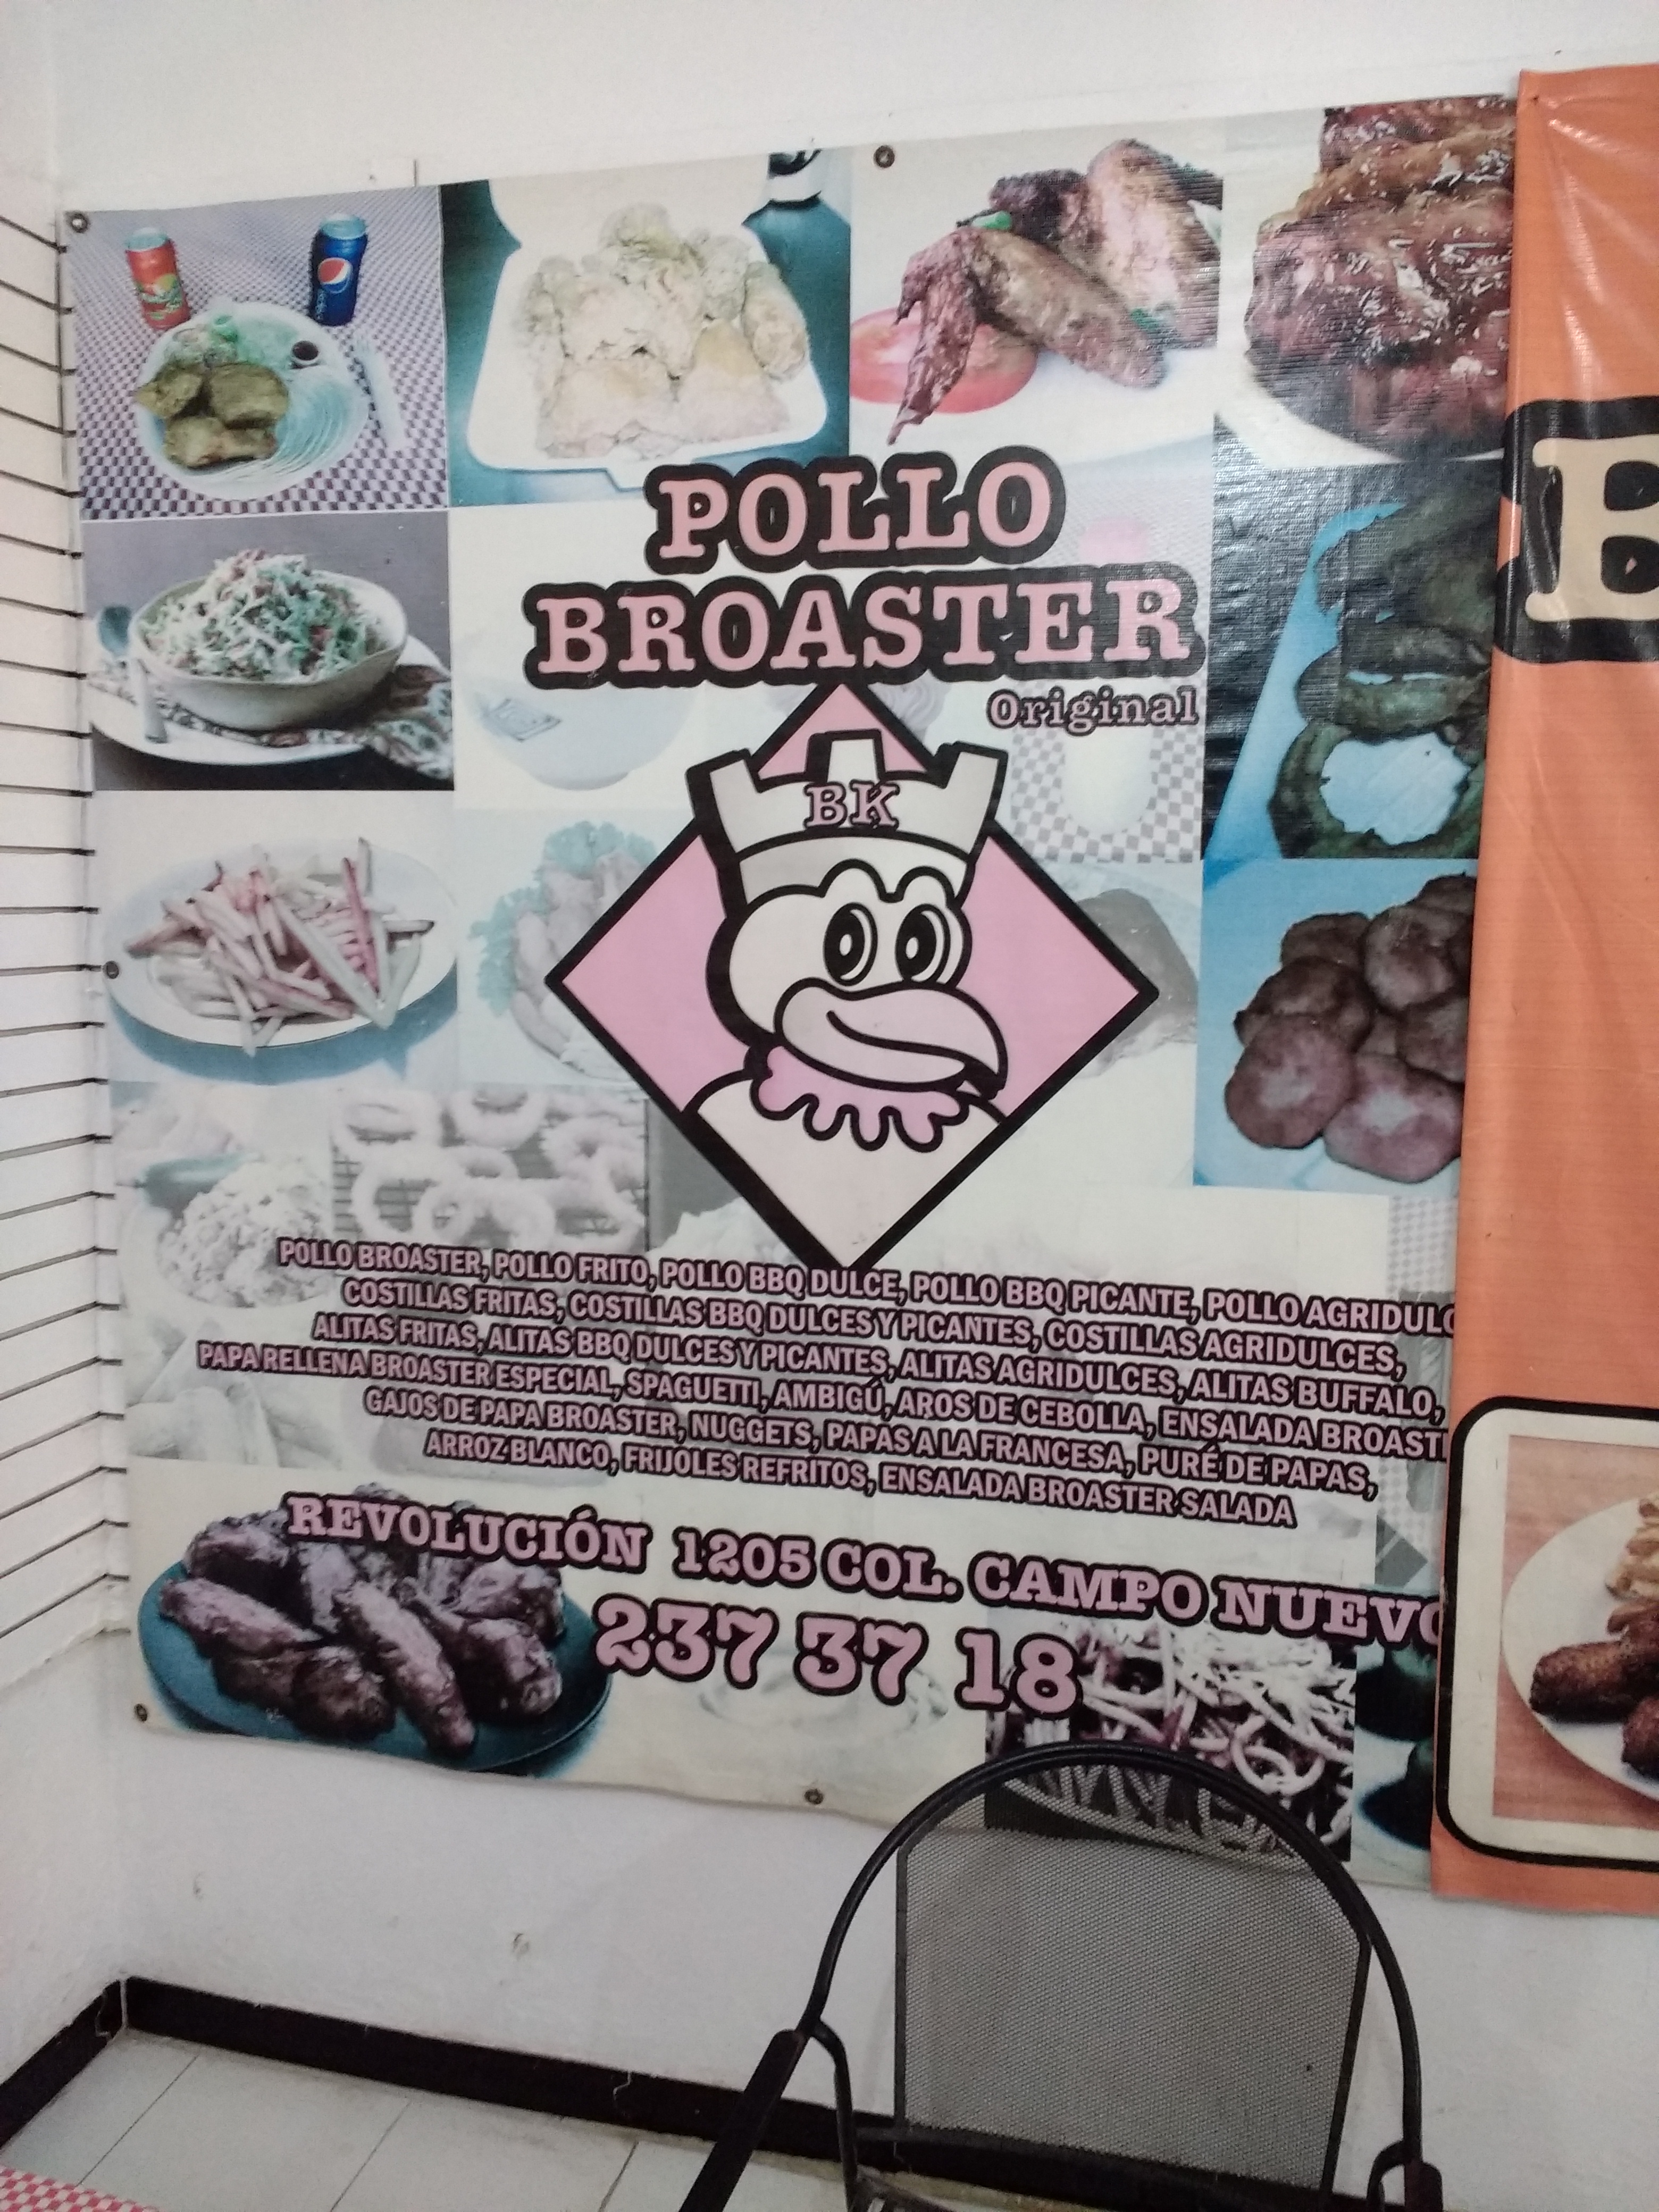 pepsi
POLLO
BROASTER
Original
BK
POLLO BROASTER, POLLO FRITO, POLLO BBQ DULCE, POLLO BBQ PICANTE, POLLO AGRIDULC
COSTILLAS FRITAS, COSTILLAS BBQ DULCES Y PICANTES, COSTILLAS AGRIDULCES,
ALITAS FRITAS, ALITAS BBQ DULCES Y PICANTES, ALITAS AGRIDULCES, ALITAS BUFFALO,
PAPA RELLENA BROASTER ESPECIAL, SPAGUETTI, AMBIGÚ, AROS DE CEBOLLA, ENSALADA BROAST
GAJOS DE PAPA BROASTER, NUGGETS, PAPAS A LA FRANCESA, PURÉ DE PAPAS,
ARROZ BLANCO, FRIJOLES REFRITOS, ENSALADA BROASTER SALADA
REVOLUCIÓN 1205 COL. CAMPO NUEVO
237 37 18
B